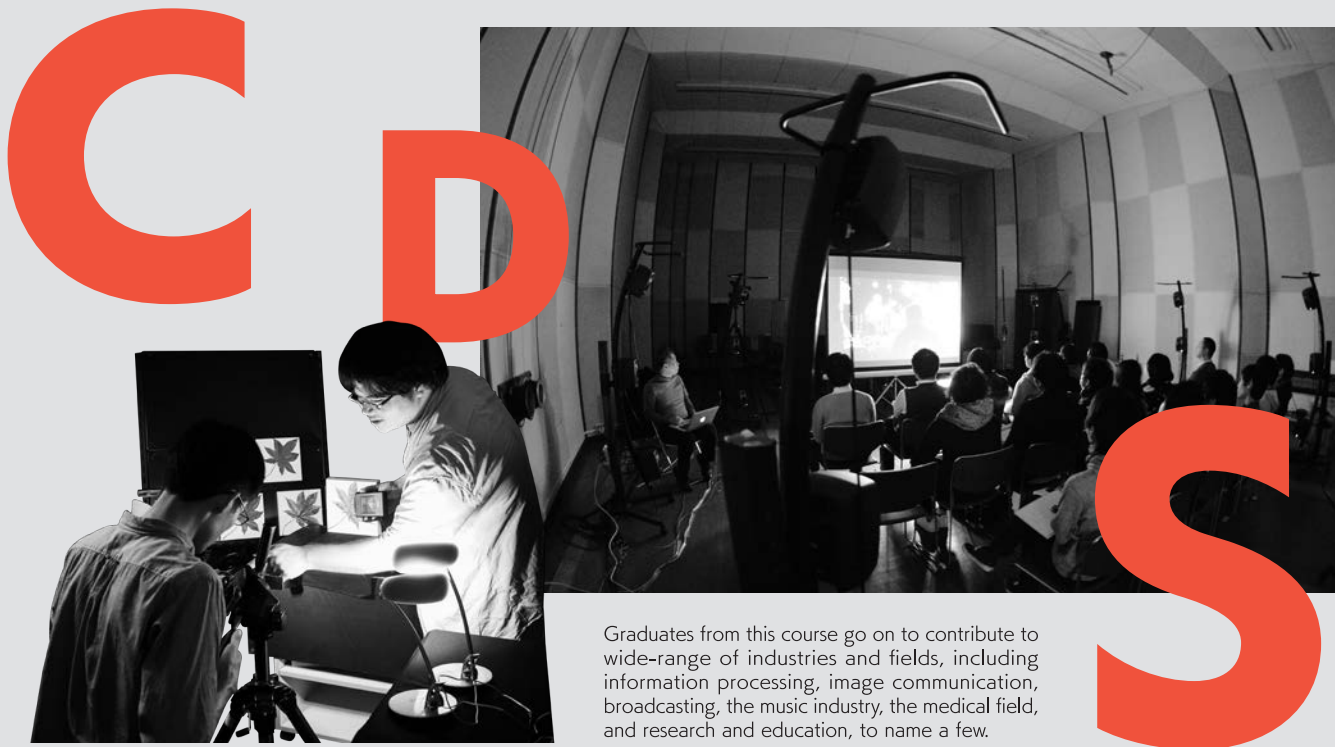 C
D
S
Graduates from this course go on to contribute to
wide-range of industries and fields, including
information processing, image communication,
broadcasting, the music industry, the medical field,
and research and education, to name a few.